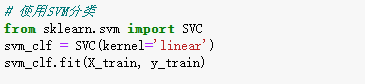 # 使用SVM分类
from sklearn.svm import SVC
svm_clf = SVC(kernel='linear')
svm_clf.fit(X_train, y_train)